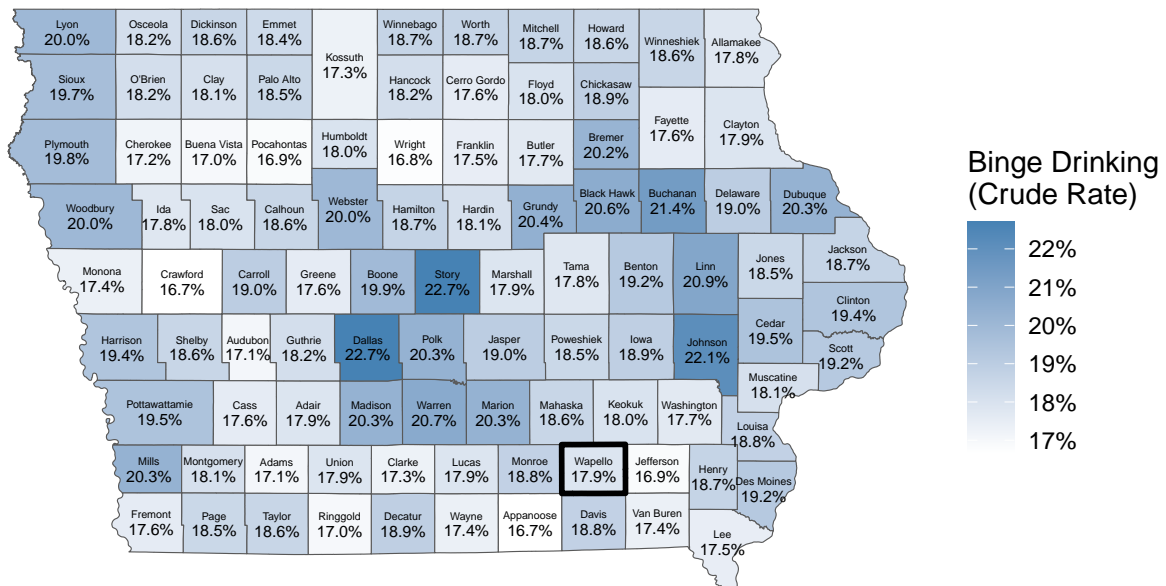 Lyon
20.0%
Osceola
18.2%
Dickinson
18.6%
Emmet
18.4%
Kossuth
17.3%
Winnebago
18.7%
Worth
18.7%
Mitchell
18.7%
Howard
18.6%
Winneshiek
18.6%
Allamakee
17.8%
Sioux
19.7%
O'Brien
18.2%
Clay
18.1%
Palo Alto
18.5%
Hancock
18.2%
Cerro Gordo
17.6%
Floyd
18.0%
Chickasaw
18.9%
Fayette
17.6%
Clayton
17.9%
Plymouth
19.8%
Cherokee
17.2%
Buena Vista
17.0%
Pocahontas
16.9%
Humboldt
18.0%
Wright
16.8%
Franklin
17.5%
Butler
17.7%
Bremer
20.2%
Woodbury
20.0%
Ida
17.8%
Sac
18.0%
Calhoun
18.6%
Webster
20.0%
Hamilton
18.7%
Hardin
18.1%
Grundy
20.4%
Black Hawk
20.6%
Buchanan
21.4%
Delaware
19.0%
Dubuque
20.3%
Monona
17.4%
Crawford
16.7%
Carroll
19.0%
Greene
17.6%
Boone
19.9%
Story
22.7%
Marshall
17.9%
Tama
17.8%
Benton
19.2%
Linn
20.9%
Jones
18.5%
Jackson
18.7%
Clinton
19.4%
Harrison
19.4%
Shelby
18.6%
Audubon
17.1%
Guthrie
18.2%
Dallas
22.7%
Polk
20.3%
Jasper
19.0%
Poweshiek
18.5%
Iowa
18.9%
Johnson
22.1%
Cedar
19.5%
Scott
19.2%
Muscatine
18.1%
Pottawattamie
19.5%
Cass
17.6%
Adair
17.9%
Madison
20.3%
Warren
20.7%
Marion
20.3%
Mahaska
18.6%
Keokuk
18.0%
Washington
17.7%
Louisa
18.8%
Mills
20.3%
Montgomery
18.1%
Adams
17.1%
Union
17.9%
Clarke
17.3%
Lucas
17.9%
Monroe
18.8%
Wapello
17.9%
Jefferson
16.9%
Henry
18.7%
Des Moines
19.2%
Fremont
17.6%
Page
18.5%
Taylor
18.6%
Ringgold
17.0%
Decatur
18.9%
Wayne
17.4%
Appanoose
16.7%
Davis
18.8%
Van Buren
17.4%
Lee
17.5%
Binge Drinking
(Crude Rate)
22%
21%
20%
19%
18%
17%